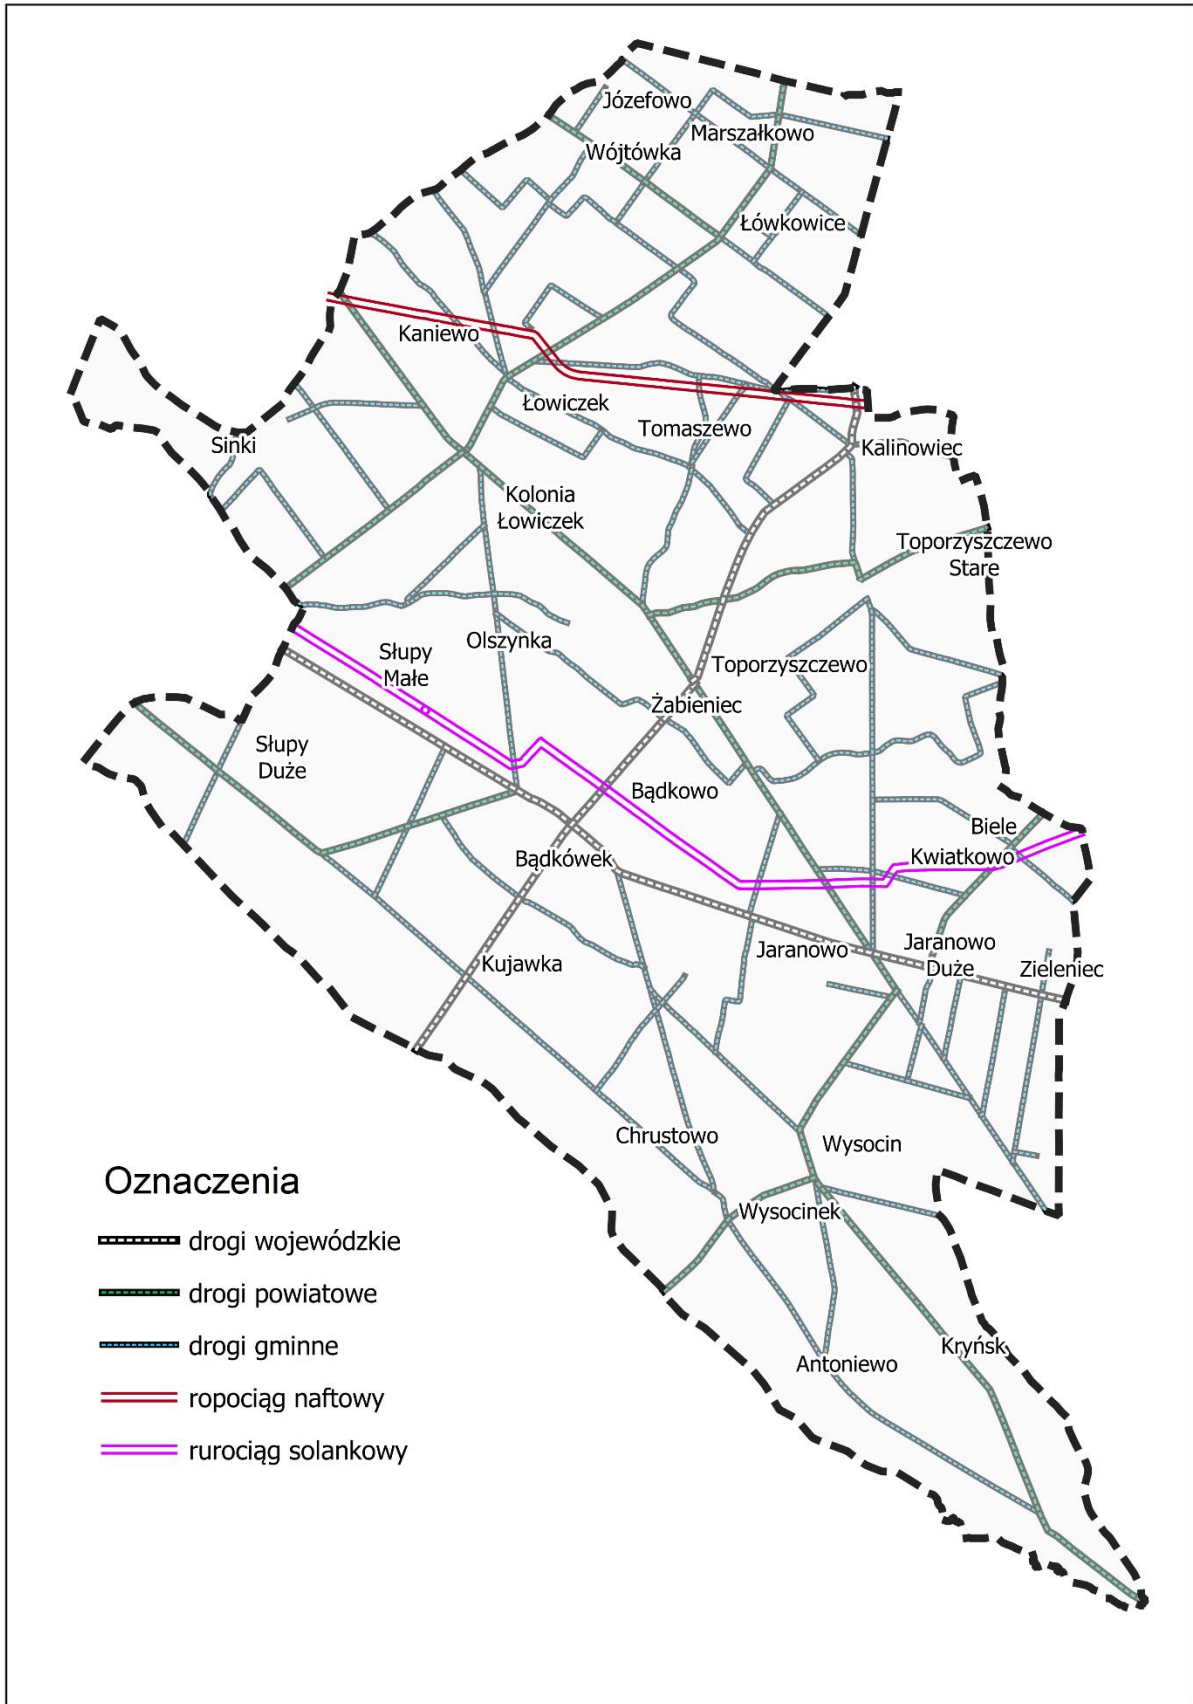 Józefowo
Marszałkowo
Wójtówka
Łówkowice
Kaniewo
Łowiczek
Tomaszewo
Kalinowiec
Sinki
Kolonia
Łowiczek
Toporzyszczewo
Stare
Olszynka
Słupy
Małe
Toporzyszczewo
Żabieniec
Słupy
Duże
Bądkowo
Biele
Bądkówek
Kwiatkowo
Kujawka
Jaranowo
Jaranowo
Duże
Zieleniec
Chrustowo
Wysocin
Wysocinek
Kryńsk
Antoniewo
Oznaczenia
drogi wojewódzkie
drogi powiatowe
drogi gminne
ropociąg naftowy
rurociąg solankowy